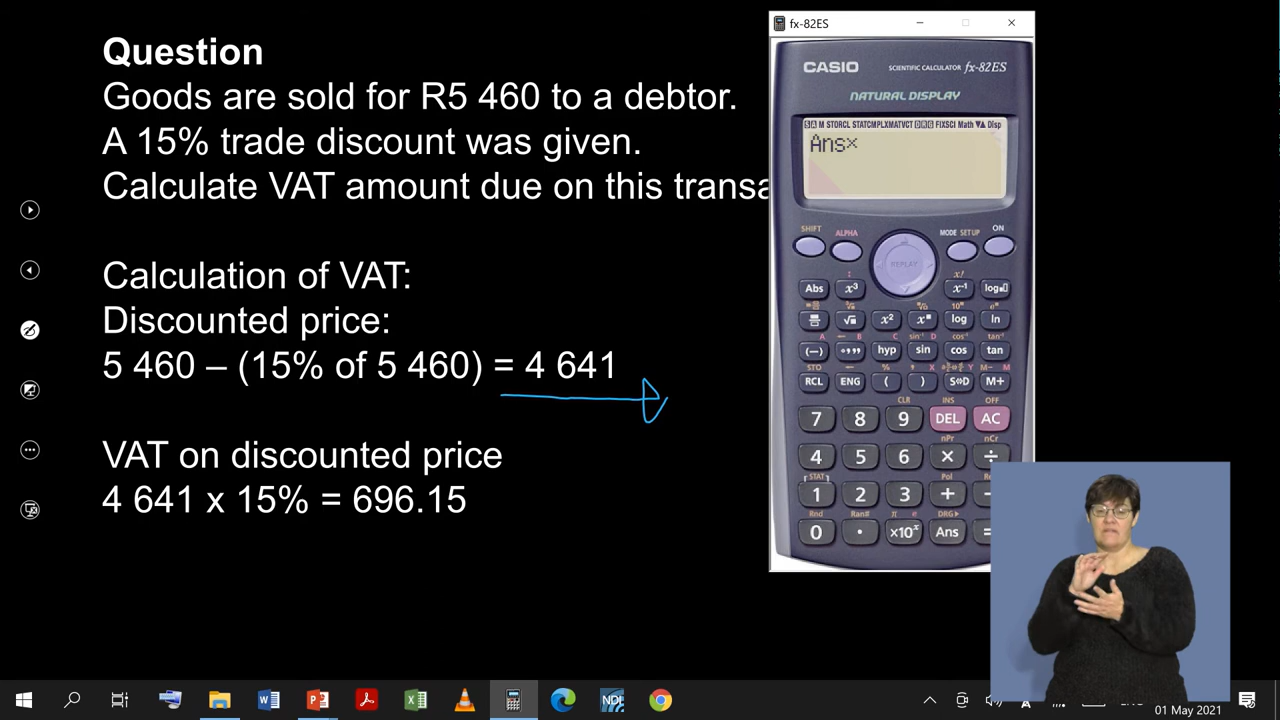 Question
Goods are sold for R5 460 to a debtor.
A 15% trade discount was given.
Calculate VAT amount due on this transa
Calculation of VAT:
Discounted price:
5 460 – (15% of 5 460) = 4 641
VAT on discounted price
4 641 x 15% = 696.15
fx-82ES
CASIO SCIENTIFIC CALCULATOR fx-82ES
NATURAL DISPLAY
Ans×
SHIFT ALPHA MODE SETUP ON
REPLAY
Abs x³ x⁻¹ log
x² log ln
(—) hyp sin cos tan
RCL ENG ( ) S⇔D M+
7 8 9 DEL AC
4 5 6 × ÷
1 2 3 + −
0 · ×10ˣ Ans =
01 May 2021